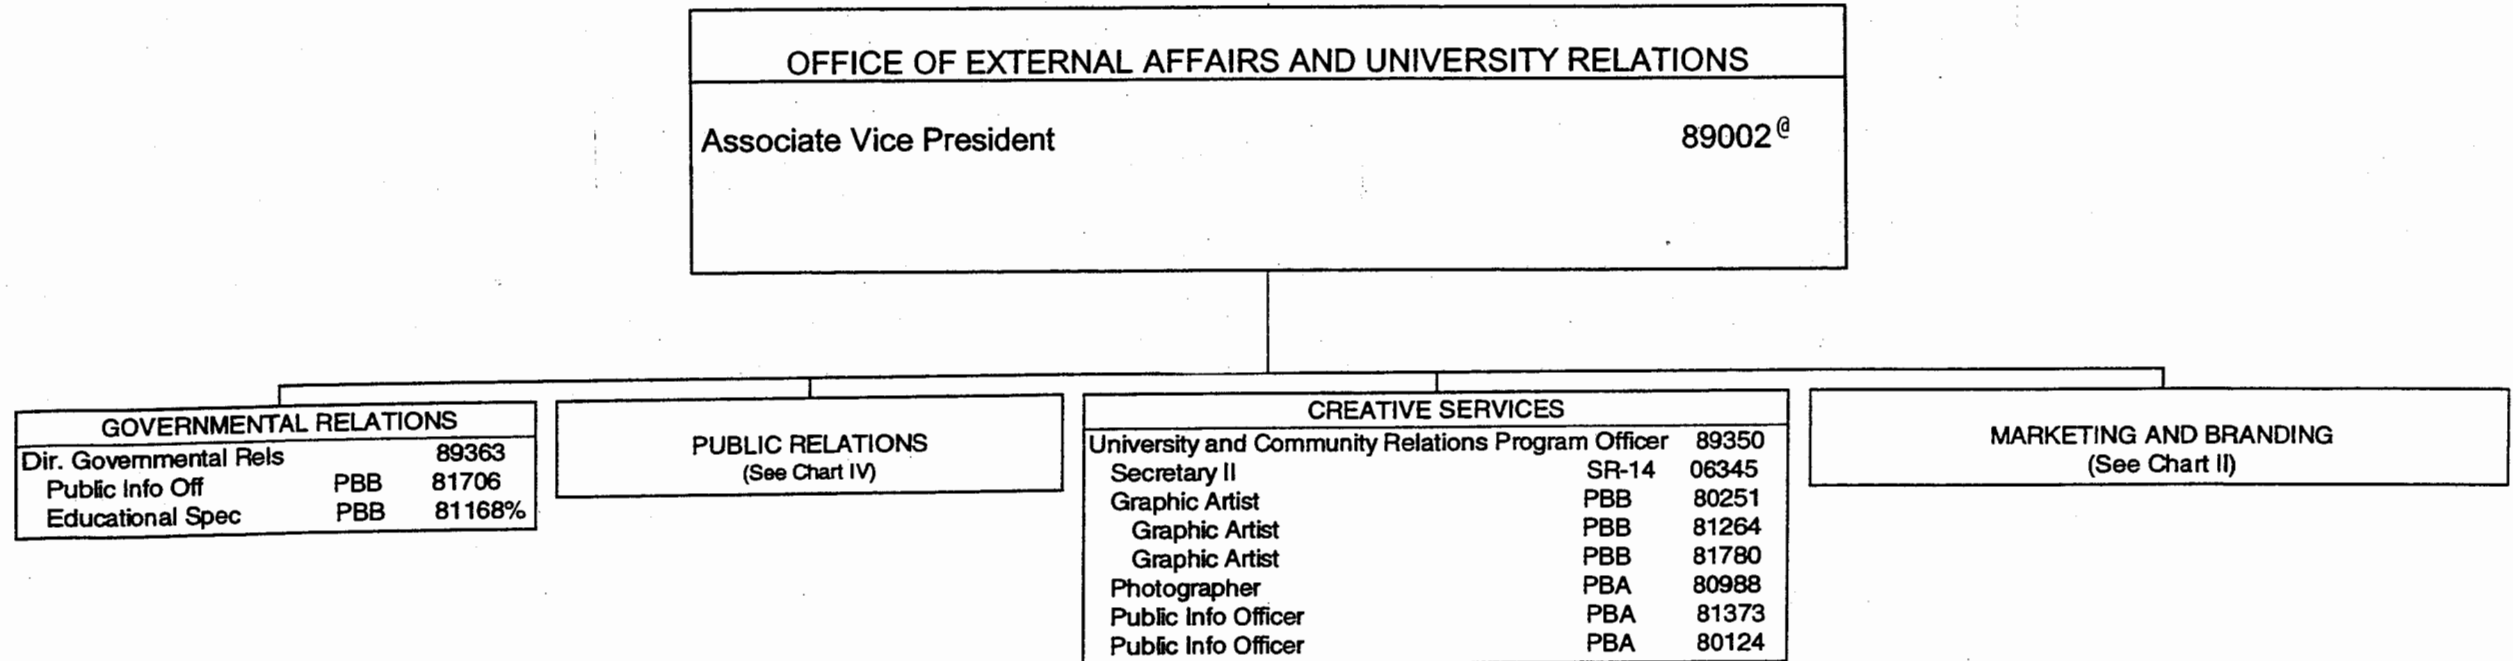 OFFICE OF EXTERNAL AFFAIRS AND UNIVERSITY RELATIONS
Associate Vice President 89002@
GOVERNMENTAL RELATIONS
Dir. Governmental Rels 89363
Public Info Off PBB 81706
Educational Spec PBB 81168%
PUBLIC RELATIONS
(See Chart IV)
CREATIVE SERVICES
University and Community Relations Program Officer 89350
Secretary II SR-14 06345
Graphic Artist PBB 80251
Graphic Artist PBB 81264
Graphic Artist PBB 81780
Photographer PBA 80988
Public Info Officer PBA 81373
Public Info Officer PBA 80124
MARKETING AND BRANDING
(See Chart II)